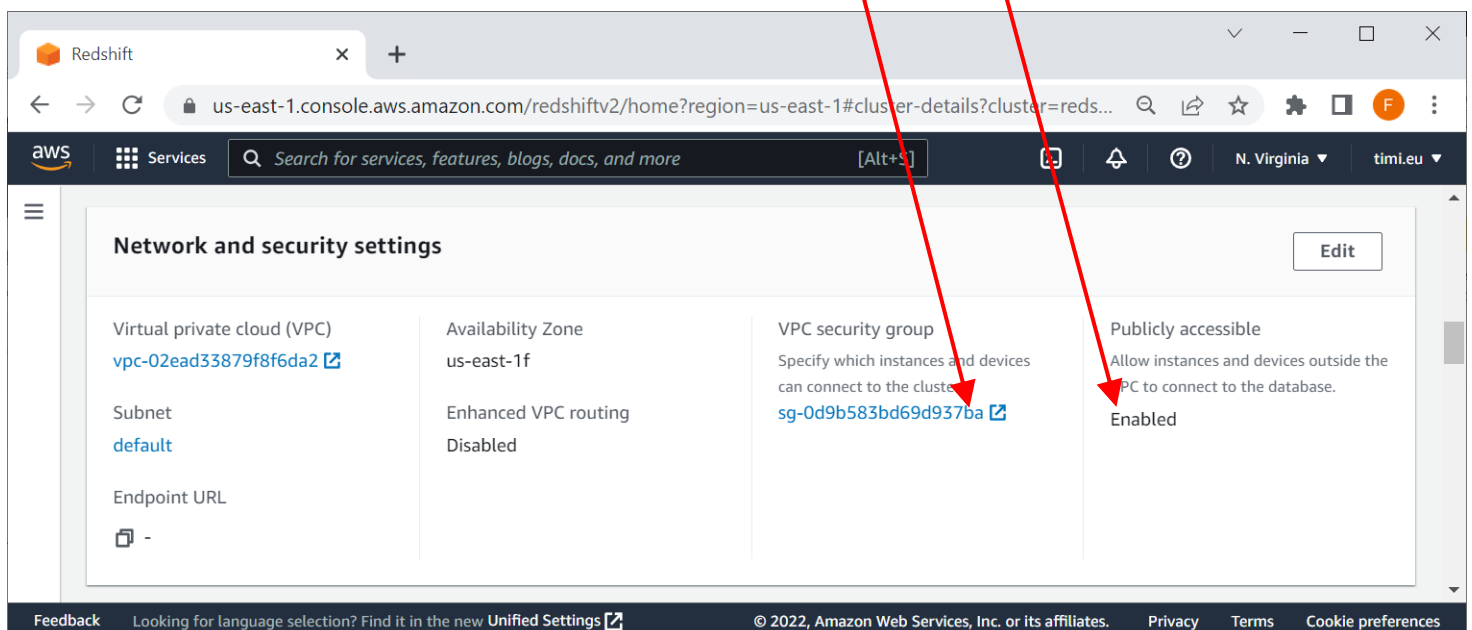 Redshift
us-east-1.console.aws.amazon.com/redshiftv2/home?region=us-east-1#cluster-details?cluster=reds...
F
aws
Services
Search for services, features, blogs, docs, and more
[Alt+S]
N. Virginia
timi.eu
Network and security settings
Edit
Virtual private cloud (VPC)
vpc-02ead33879f8f6da2
Subnet
default
Endpoint URL
-
Availability Zone
us-east-1f
Enhanced VPC routing
Disabled
VPC security group
Specify which instances and devices
can connect to the cluster
sg-0d9b583bd69d937ba
Publicly accessible
Allow instances and devices outside the
VPC to connect to the database.
Enabled
Feedback
Looking for language selection? Find it in the new Unified Settings
© 2022, Amazon Web Services, Inc. or its affiliates.
Privacy
Terms
Cookie preferences